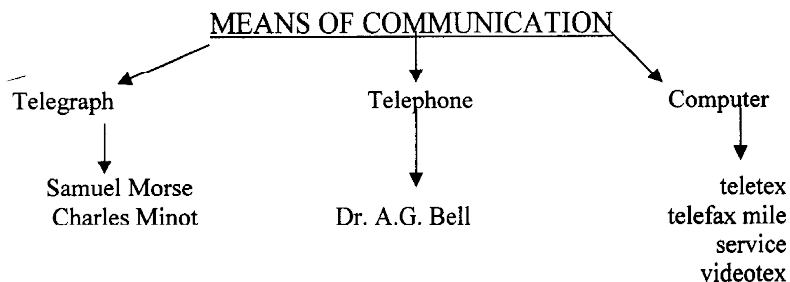 MEANS OF COMMUNICATION
Telegraph
Telephone
Computer
Samuel Morse
Charles Minot
Dr. A.G. Bell
teletex
telefax mile
service
videotex